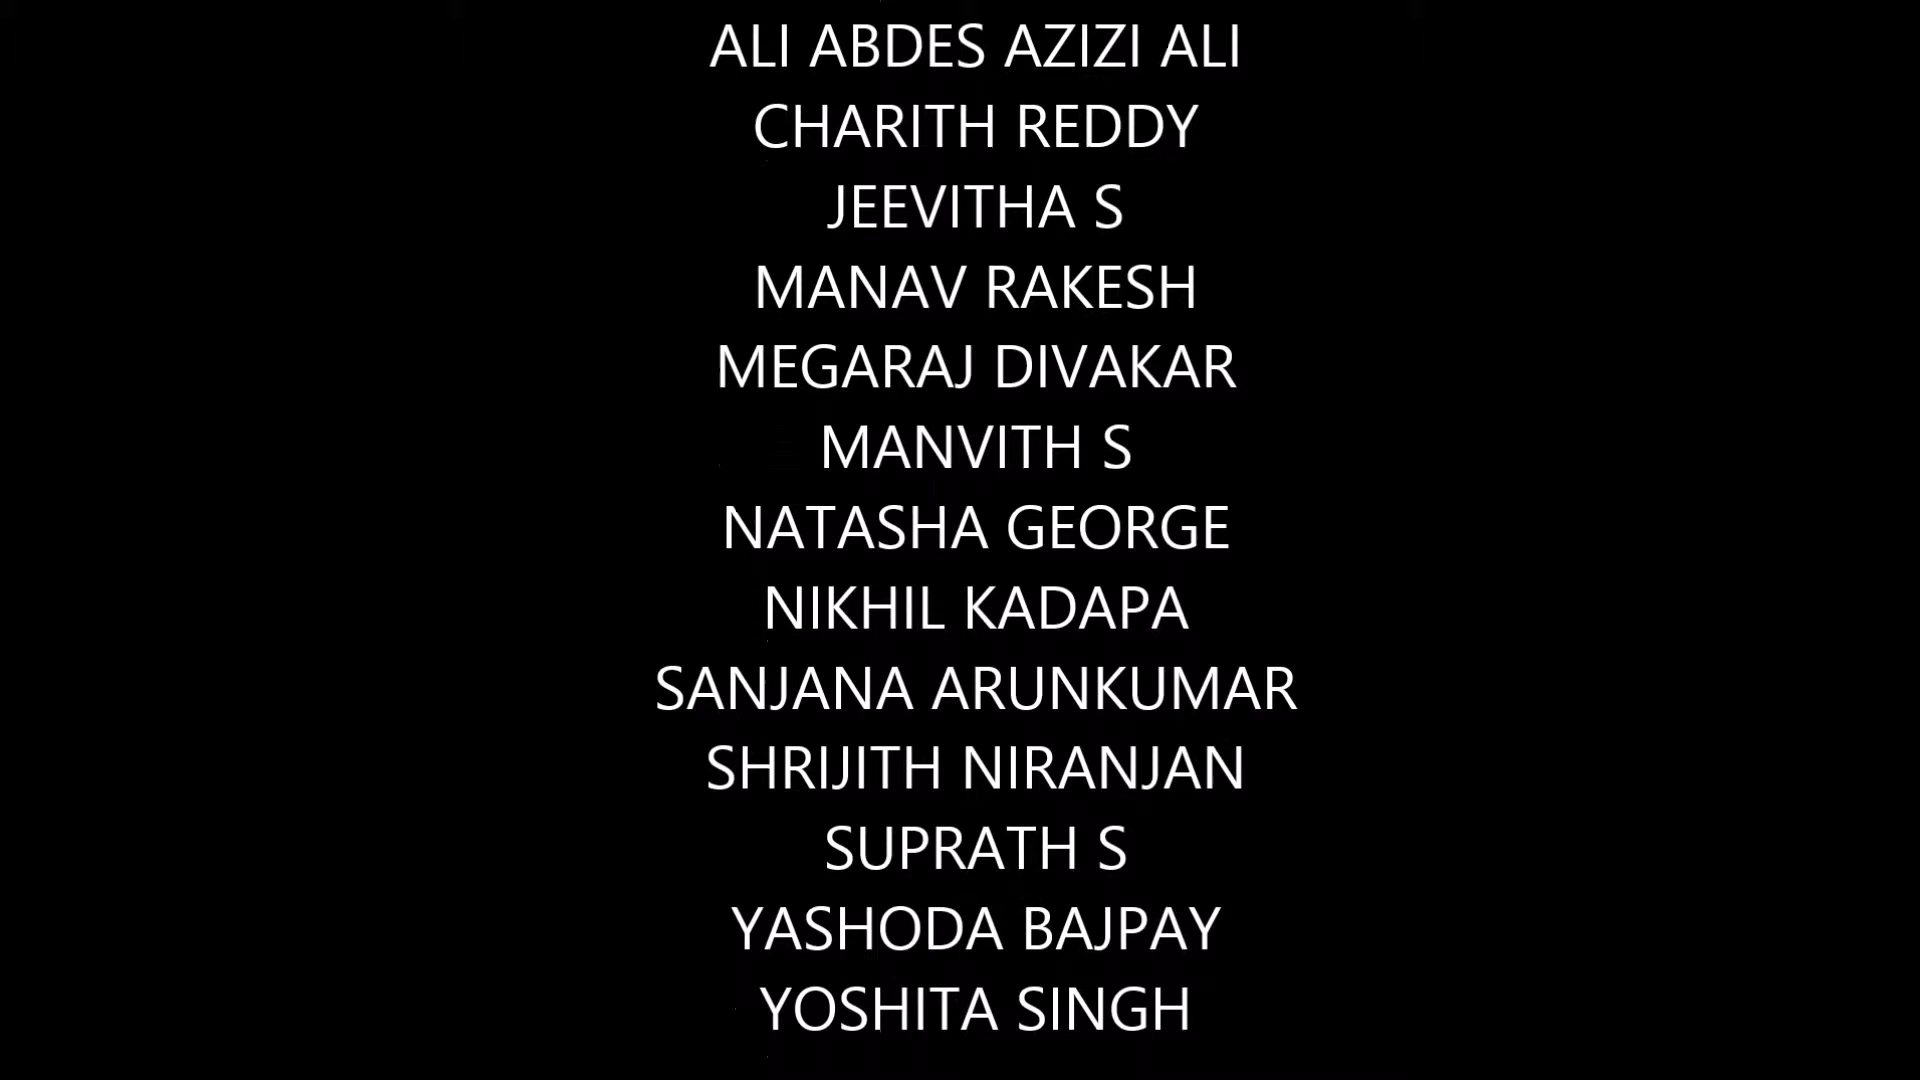 ALI ABDES AZIZI ALI
CHARITH REDDY
JEEVITHA S
MANAV RAKESH
MEGARAJ DIVAKAR
MANVITH S
NATASHA GEORGE
NIKHIL KADAPA
SANJANA ARUNKUMAR
SHRIJITH NIRANJAN
SUPRATH S
YASHODA BAJPAY
YOSHITA SINGH